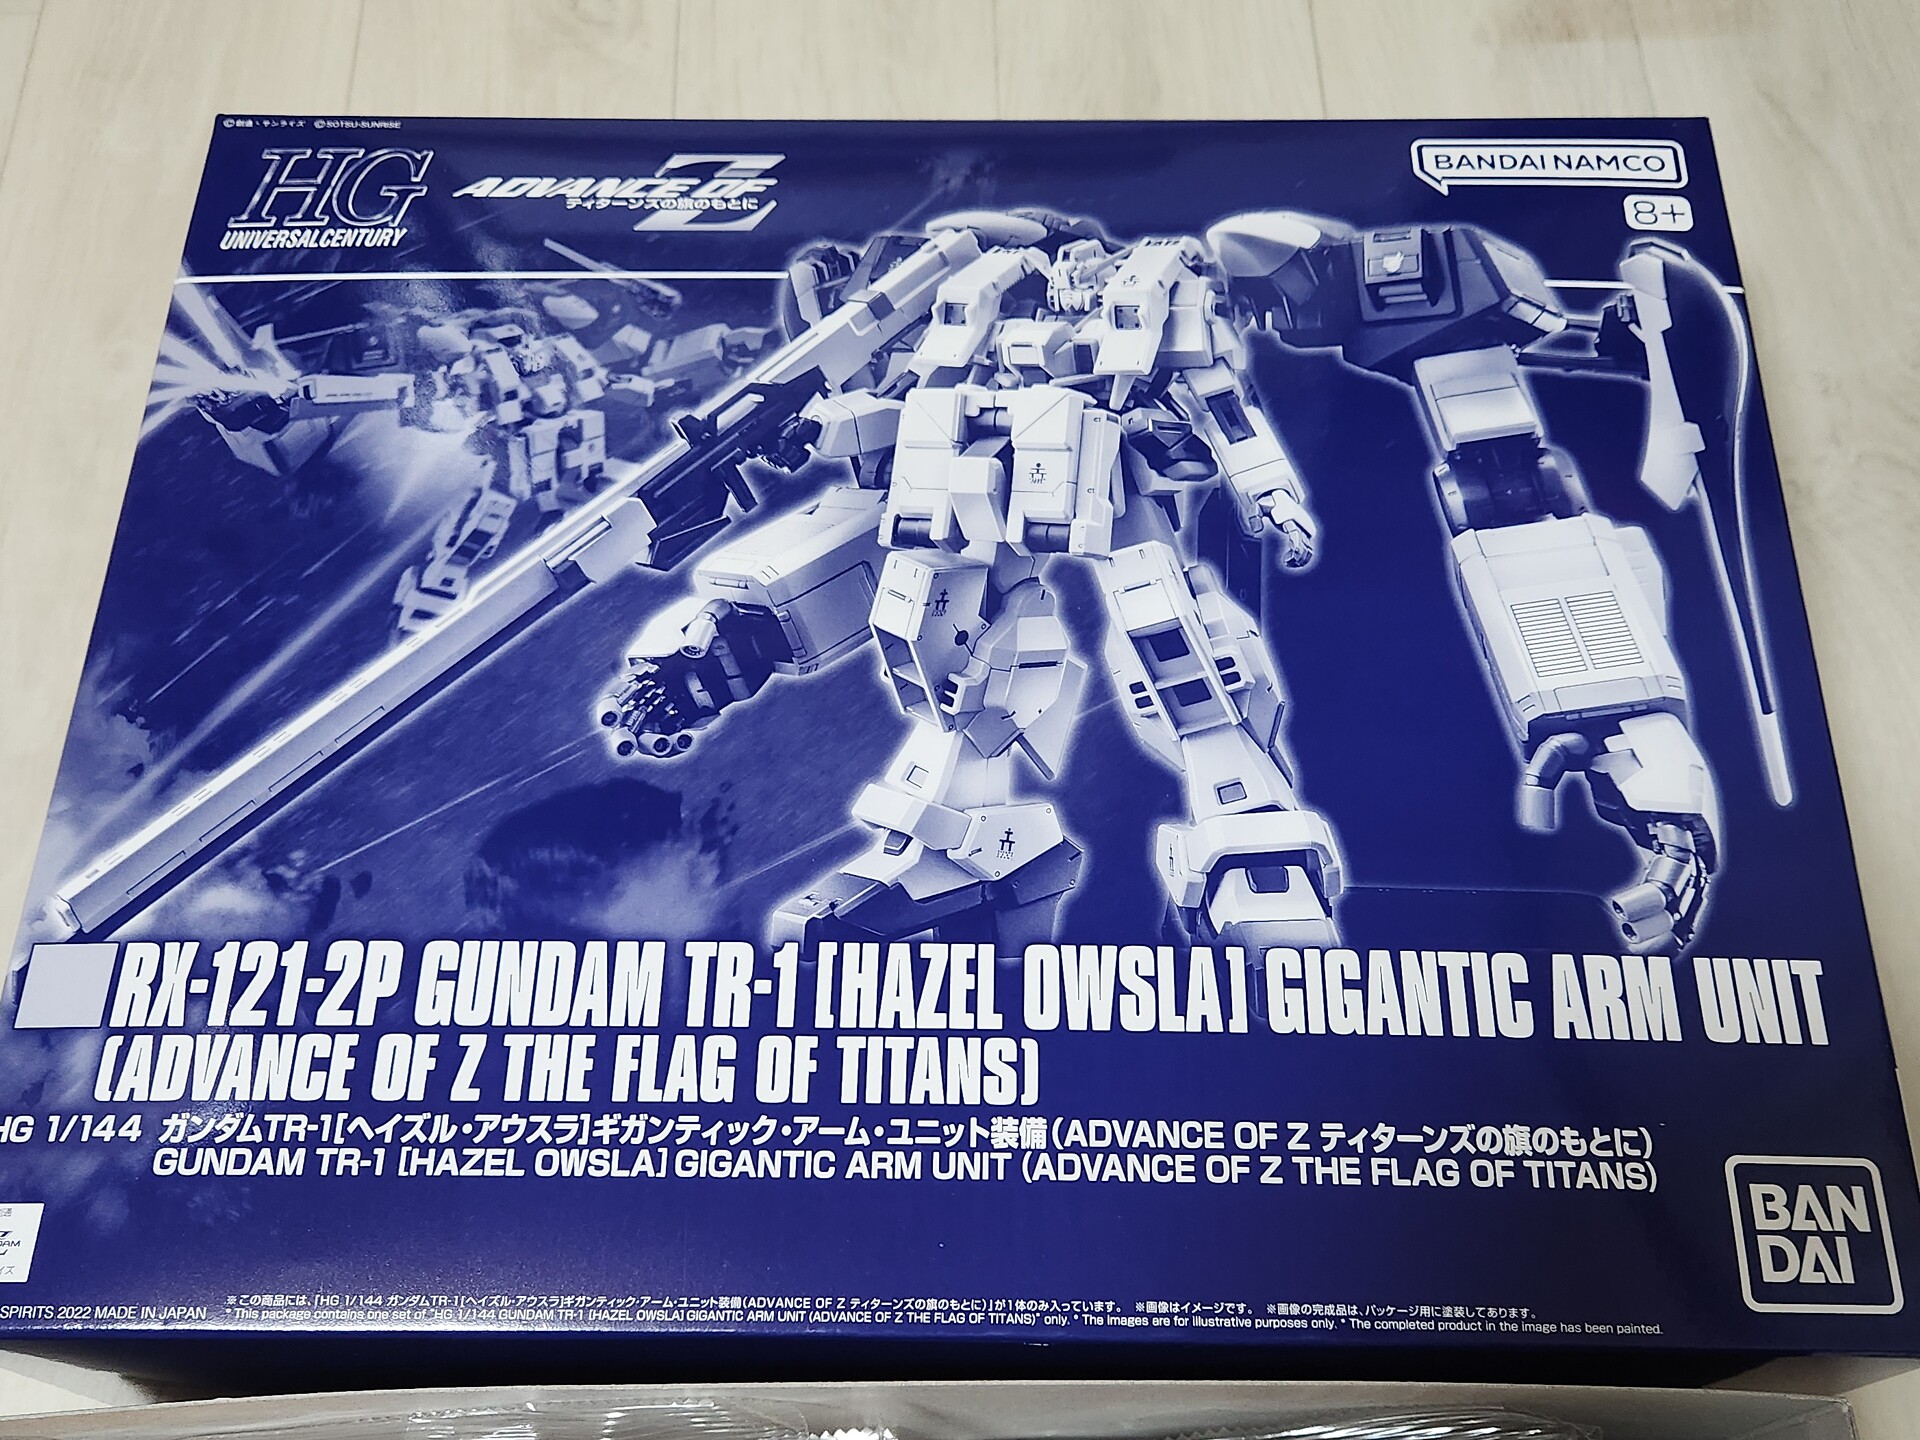 ©創通・サンライズ ©SOTSU・SUNRISE
HG
UNIVERSAL CENTURY
ADVANCE OF Z
ティターンズの旗のもとに
BANDAI NAMCO
8+
RX-121-2P GUNDAM TR-1 [HAZEL OWSLA] GIGANTIC ARM UNIT
(ADVANCE OF Z THE FLAG OF TITANS)
HG 1/144 ガンダムTR-1[ヘイズル・アウスラ]ギガンティック・アーム・ユニット装備(ADVANCE OF Z ティターンズの旗のもとに)
GUNDAM TR-1 [HAZEL OWSLA] GIGANTIC ARM UNIT (ADVANCE OF Z THE FLAG OF TITANS)
BAN
DAI
SPIRITS 2022 MADE IN JAPAN
※この商品には、「HG 1/144 ガンダムTR-1[ヘイズル・アウスラ]ギガンティック・アーム・ユニット装備(ADVANCE OF Z ティターンズの旗のもとに)」が1体のみ入っています。 ※画像はイメージです。 ※画像の完成品は、パッケージ用に塗装してあります。
* This package contains one set of "HG 1/144 GUNDAM TR-1 [HAZEL OWSLA] GIGANTIC ARM UNIT (ADVANCE OF Z THE FLAG OF TITANS)" only. * The images are for illustrative purposes only. * The completed product in the image has been painted.